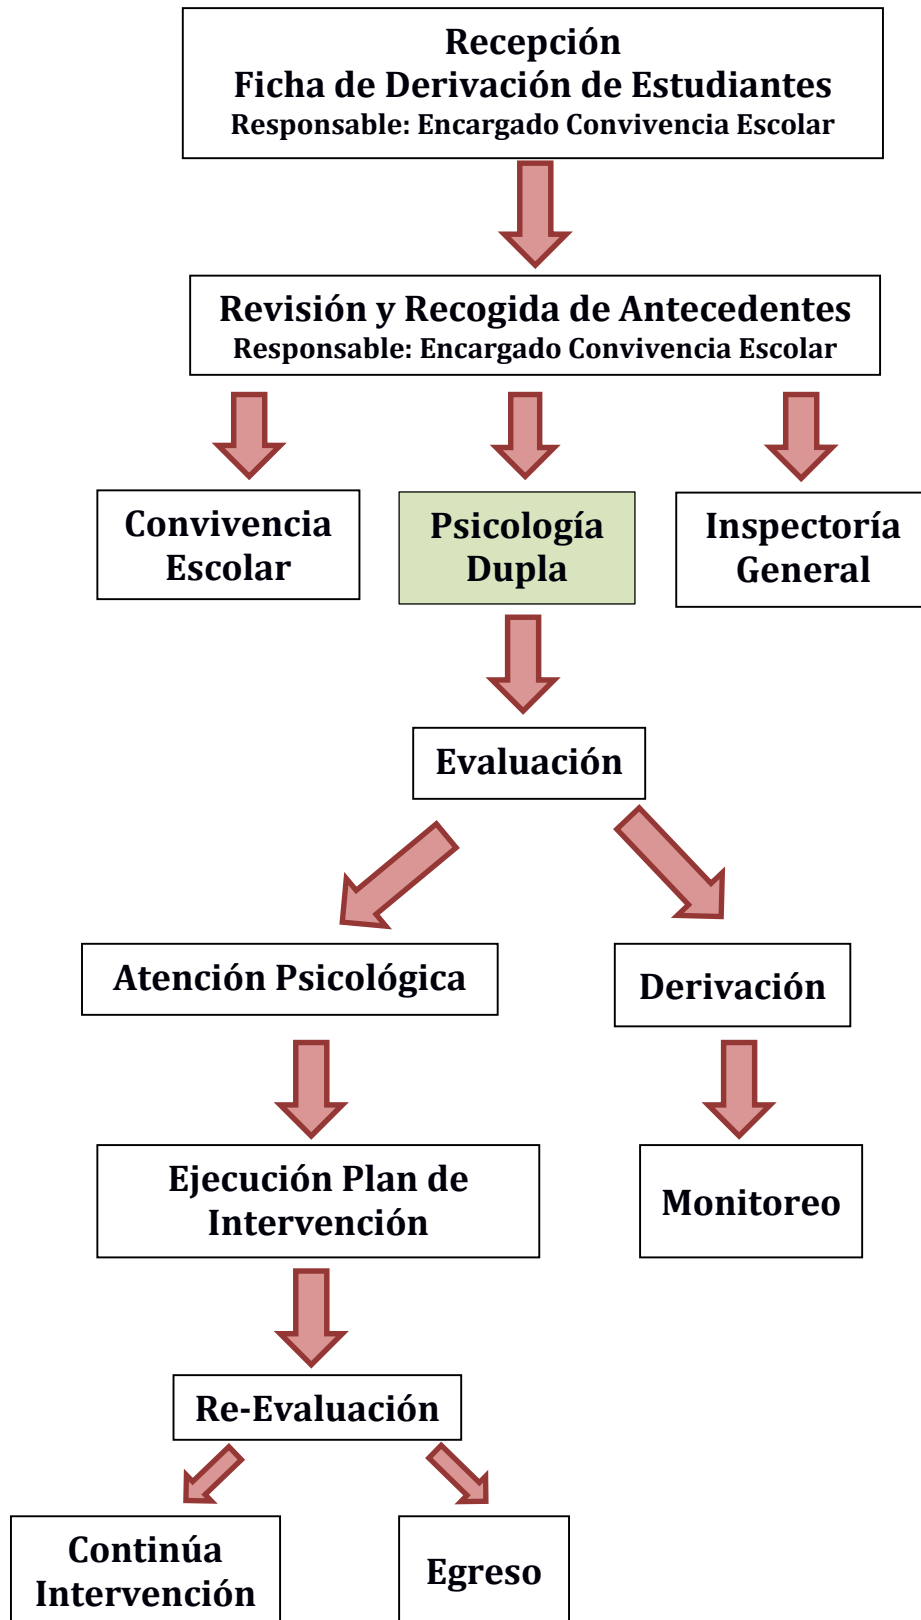 Recepción
Ficha de Derivación de Estudiantes
Responsable: Encargado Convivencia Escolar
Revisión y Recogida de Antecedentes
Responsable: Encargado Convivencia Escolar
Convivencia
Escolar
Psicología
Dupla
Inspectoría
General
Evaluación
Atención Psicológica
Derivación
Ejecución Plan de
Intervención
Monitoreo
Re-Evaluación
Continúa
Intervención
Egreso